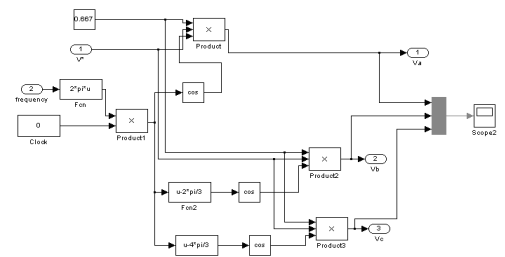 0.667
×
Product
1
V*
1
Va
2
frequency
2*pi*u
Fcn
×
Product1
cos
0
Clock
Scope2
×
Product2
2
Vb
u-2*pi/3
Fcn2
cos
×
Product3
3
Vc
u-4*pi/3
cos